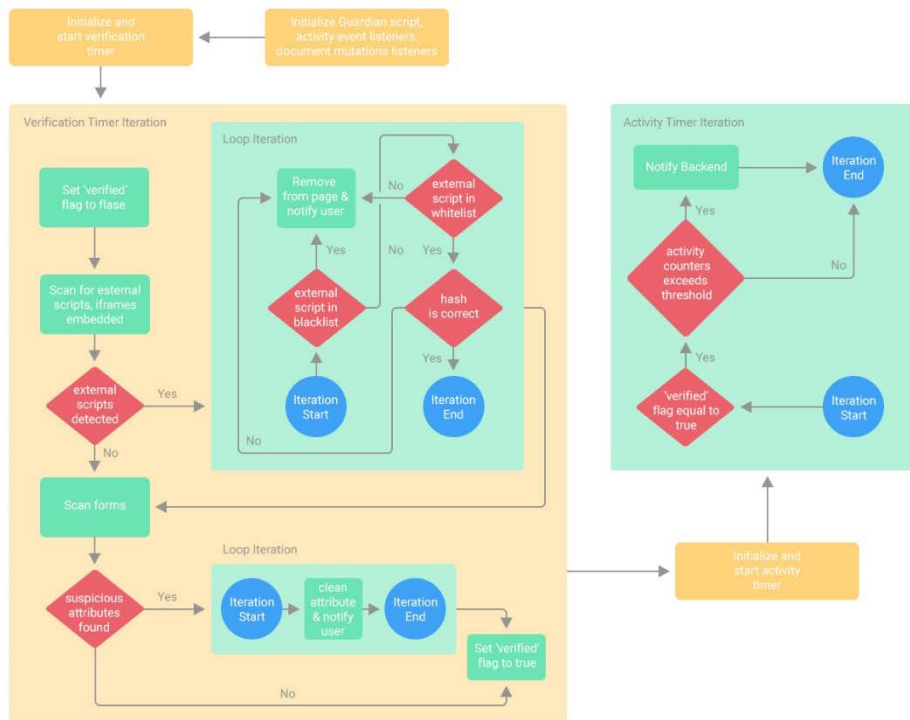 Initialize and
start verification
timer
Initialize Guardian script,
activity event listeners,
document mutations listeners
Verification Timer Iteration
Set 'verified'
flag to flase
Scan for esternal
scripts, iframes
embedded
external
scripts
detected
Yes
No
Scan forms
suspicious
attributes
found
Yes
No
Loop Iteration
Remove
from page &
notify user
No
external
script in
whitelist
Yes
No
Yes
external
script in
blacklist
hash
is correct
Yes
Iteration
Start
Iteration
End
No
Loop Iteration
Iteration
Start
clean
attribute
& notify
user
Iteration
End
Set 'verified'
flag to true
Activity Timer Iteration
Notify Backend
Iteration
End
Yes
activity
counters
exceeds
threshold
No
Yes
'verified'
flag equal to
true
Iteration
Start
Initialize and
start activity
timer